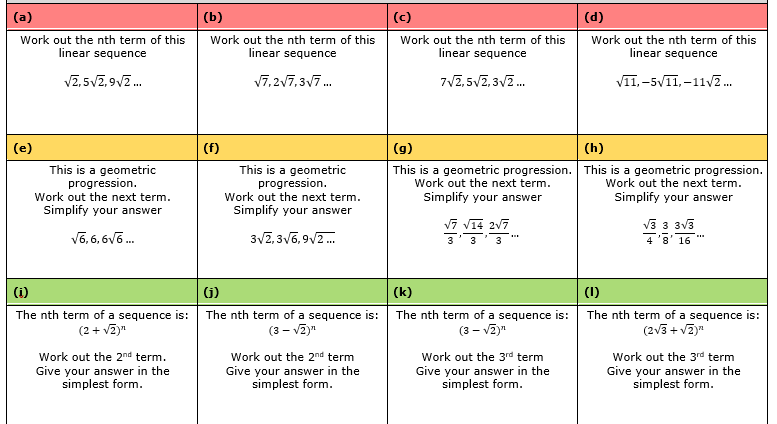 (a)
(b)
(c)
(d)
Work out the nth term of this
linear sequence
√2, 5√2, 9√2 ...
Work out the nth term of this
linear sequence
√7, 2√7, 3√7 ...
Work out the nth term of this
linear sequence
7√2, 5√2, 3√2 ...
Work out the nth term of this
linear sequence
√11, −5√11, −11√2 ...
(e)
(f)
(g)
(h)
This is a geometric
progression.
Work out the next term.
Simplify your answer
√6, 6, 6√6 ...
This is a geometric
progression.
Work out the next term.
Simplify your answer
3√2, 3√6, 9√2 ...
This is a geometric progression.
Work out the next term.
Simplify your answer
√7/3, √14/3, 2√7/3 ...
This is a geometric progression.
Work out the next term.
Simplify your answer
√3/4, 3/8, 3√3/16 ...
(i)
(j)
(k)
(l)
The nth term of a sequence is:
(2 + √2)ⁿ
Work out the 2nd term.
Give your answer in the
simplest form.
The nth term of a sequence is:
(3 − √2)ⁿ
Work out the 2nd term
Give your answer in the
simplest form.
The nth term of a sequence is:
(3 − √2)ⁿ
Work out the 3rd term
Give your answer in the
simplest form.
The nth term of a sequence is:
(2√3 + √2)ⁿ
Work out the 3rd term
Give your answer in the
simplest form.